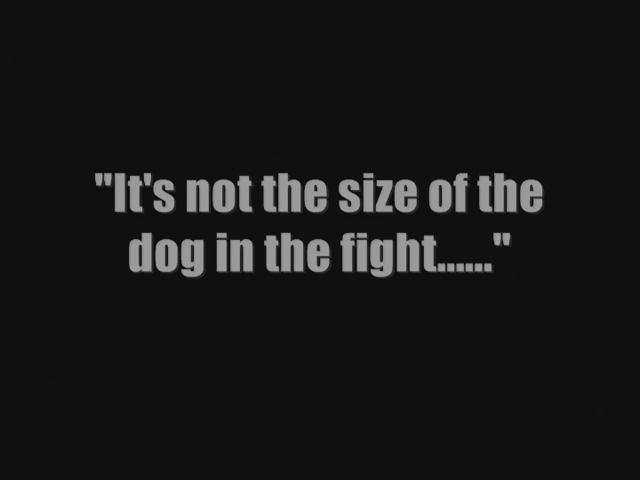 "It's not the size of the
dog in the fight......"